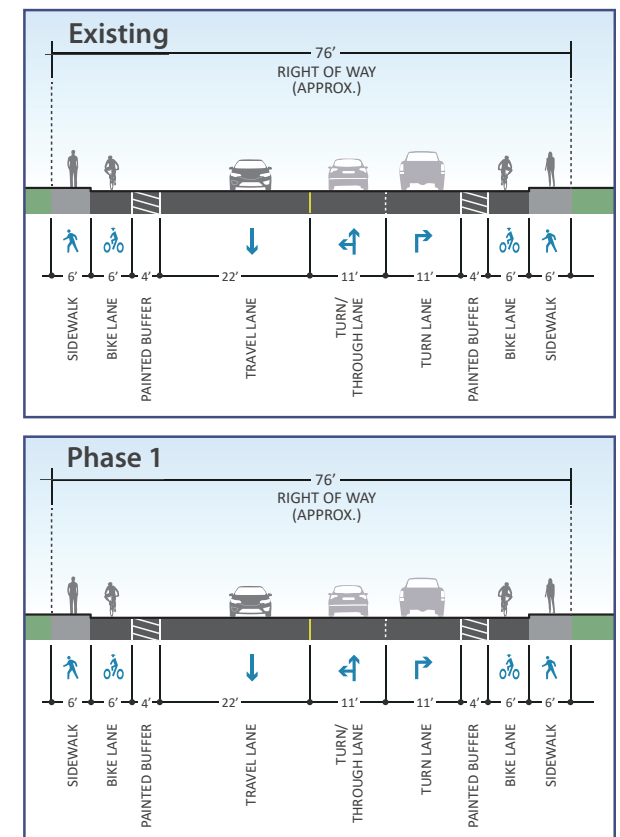 Existing
76’
RIGHT OF WAY
(APPROX.)
6’ 6’ 4’ 22’ 11’ 11’ 4’ 6’ 6’
SIDEWALK
BIKE LANE
PAINTED BUFFER
TRAVEL LANE
TURN/
THROUGH LANE
TURN LANE
PAINTED BUFFER
BIKE LANE
SIDEWALK
Phase 1
76’
RIGHT OF WAY
(APPROX.)
6’ 6’ 4’ 22’ 11’ 11’ 4’ 6’ 6’
SIDEWALK
BIKE LANE
PAINTED BUFFER
TRAVEL LANE
TURN/
THROUGH LANE
TURN LANE
PAINTED BUFFER
BIKE LANE
SIDEWALK